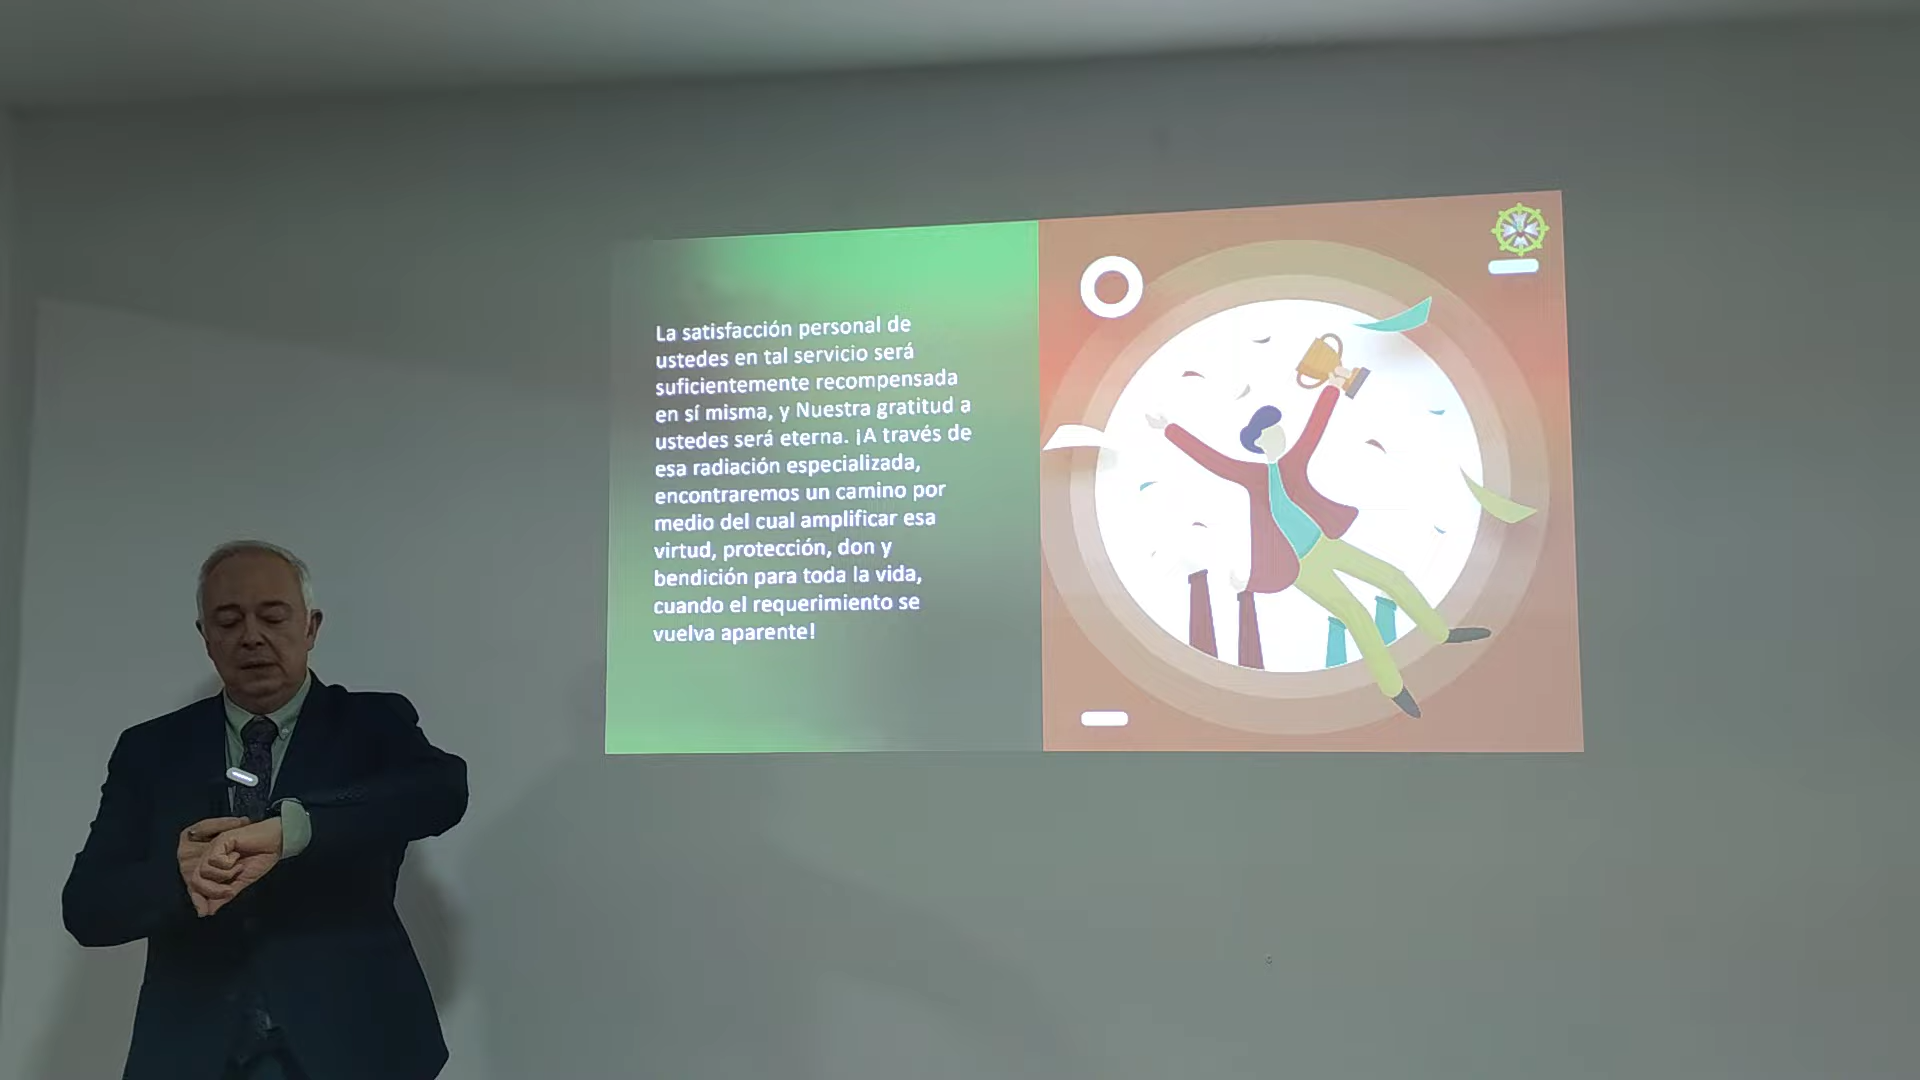 La satisfacción personal de
ustedes en tal servicio será
suficientemente recompensada
en sí misma, y Nuestra gratitud a
ustedes será eterna. ¡A través de
esa radiación especializada,
encontraremos un camino por
medio del cual amplificar esa
virtud, protección, don y
bendición para toda la vida,
cuando el requerimiento se
vuelva aparente!